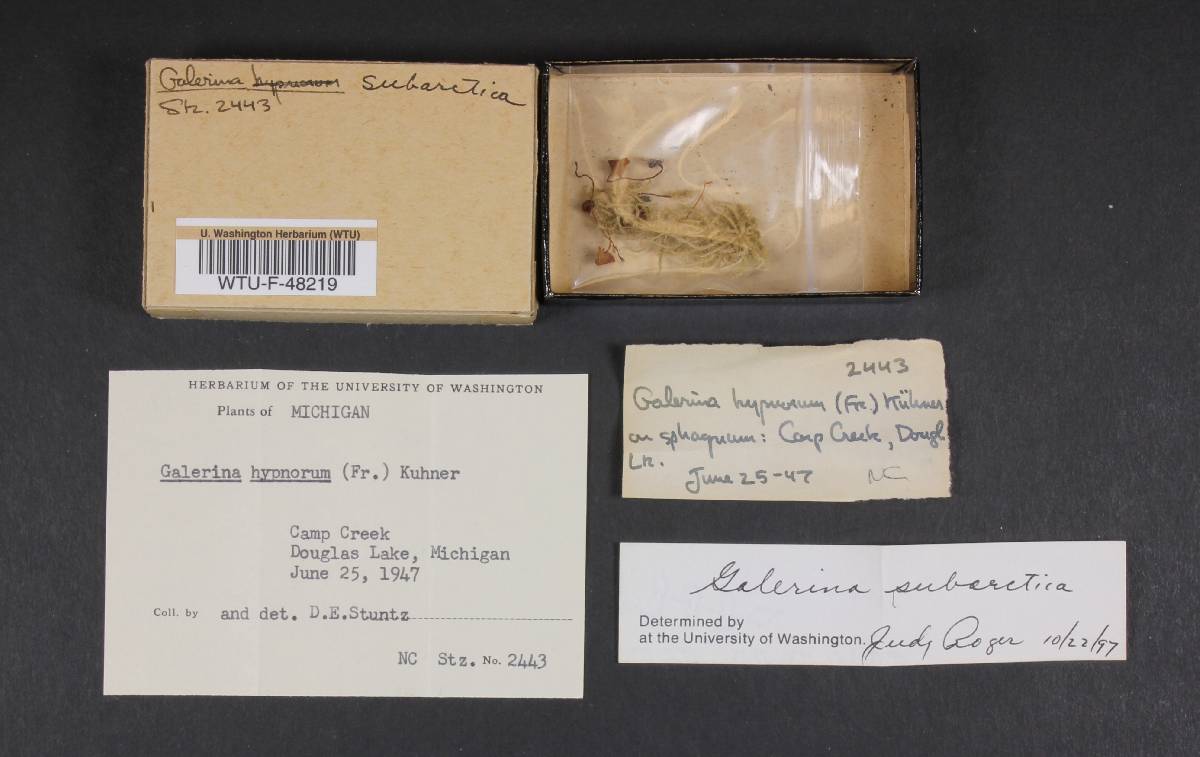 Galerina hypnorum subarctica
Stz. 2443
U. Washington Herbarium (WTU)
WTU-F-48219
HERBARIUM OF THE UNIVERSITY OF WASHINGTON
Plants of MICHIGAN
Galerina hypnorum (Fr.) Kuhner
Camp Creek
Douglas Lake, Michigan
June 25, 1947
Coll. by and det. D.E.Stuntz
NC Stz. No. 2443
2443
Galerina hypnorum (Fr.) Kühner
on sphagnum: Carp Creek, Dougl
Lk.
June 25-47 NC
Galerina subarctica
Determined by
at the University of Washington. Judy Roger 10/22/97